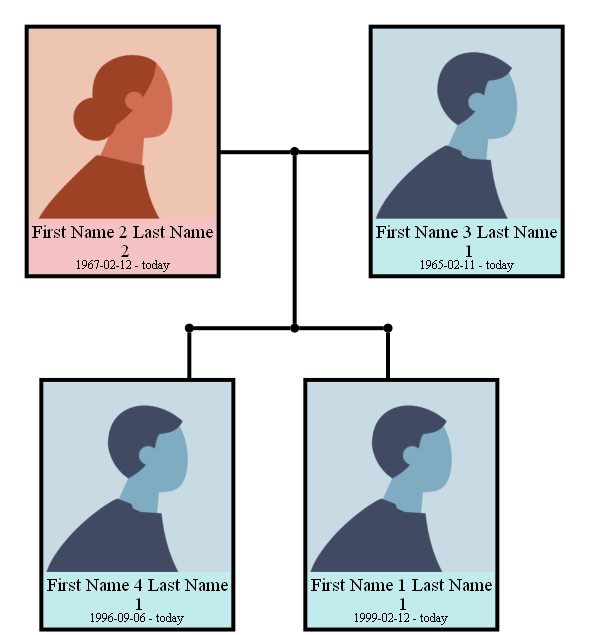 First Name 2 Last Name
2
1967-02-12 - today
First Name 3 Last Name
1
1965-02-11 - today
First Name 4 Last Name
1
1996-09-06 - today
First Name 1 Last Name
1
1999-02-12 - today